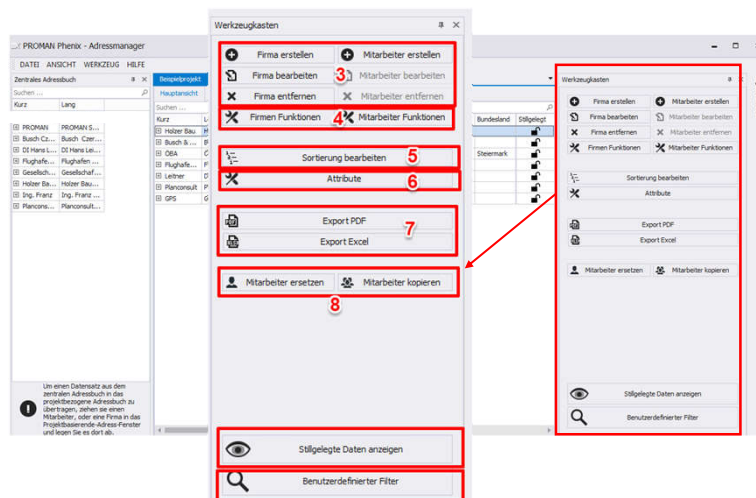 PROMAN Phenix - Adressmanager
DATEI ANSICHT WERKZEUG HILFE
Zentrales Adressbuch
Suchen ...
Kurz Lang
PROMAN PROMAN S...
Busch Cz... Busch Czer...
DI Hans L... DI Hans Lei...
Flughafe... Flughafen ...
Gesellsch... Gesellschaf...
Holzer Ba... Holzer Bau...
Ing. Franz Ing. Franz ...
Plancons... Planconsult...
Um einen Datensatz aus dem
zentralen Adressbuch in das
projektbezogene Adressbuch zu
übertragen, ziehen sie einen
Mitarbeiter, oder eine Firma in das
Projektbasierende-Adress-Fenster
und legen Sie es dort ab.
Beispielprojekt
Hauptansicht
Suchen ...
Kurz
Holzer Bau
Busch & ...
ÖBA
Flughafe...
Leitner
Planconsult
GPS
Bundesland Stillgelegt
Steiermark
Werkzeugkasten
Firma erstellen Mitarbeiter erstellen
Firma bearbeiten 3 Mitarbeiter bearbeiten
Firma entfernen Mitarbeiter entfernen
Firmen Funktionen 4 Mitarbeiter Funktionen
Sortierung bearbeiten 5
Attribute 6
Export PDF
7
Export Excel
Mitarbeiter ersetzen Mitarbeiter kopieren
8
Stillgelegte Daten anzeigen
Benutzerdefinierter Filter
Werkzeugkasten
Firma erstellen Mitarbeiter erstellen
Firma bearbeiten Mitarbeiter bearbeiten
Firma entfernen Mitarbeiter entfernen
Firmen Funktionen Mitarbeiter Funktionen
Sortierung bearbeiten
Attribute
Export PDF
Export Excel
Mitarbeiter ersetzen Mitarbeiter kopieren
Stillgelegte Daten anzeigen
Benutzerdefinierter Filter